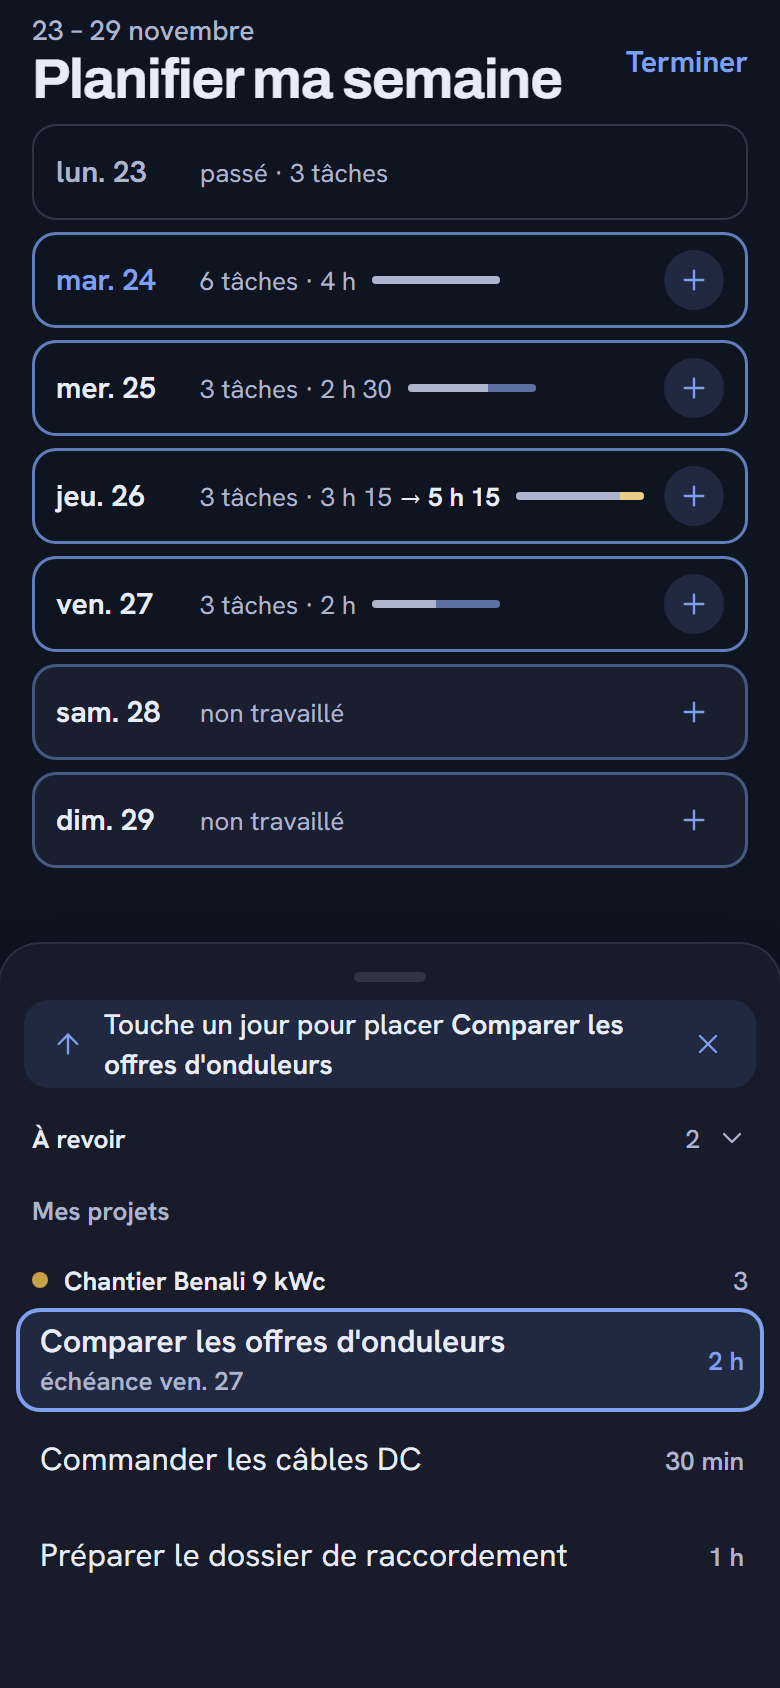 23 – 29 novembre
Planifier ma semaine
Terminer
lun. 23 passé · 3 tâches
mar. 24 6 tâches · 4 h
mer. 25 3 tâches · 2 h 30
jeu. 26 3 tâches · 3 h 15 → 5 h 15
ven. 27 3 tâches · 2 h
sam. 28 non travaillé
dim. 29 non travaillé
Touche un jour pour placer Comparer les
offres d'onduleurs
À revoir 2
Mes projets
Chantier Benali 9 kWc 3
Comparer les offres d'onduleurs
échéance ven. 27
2 h
Commander les câbles DC 30 min
Préparer le dossier de raccordement 1 h